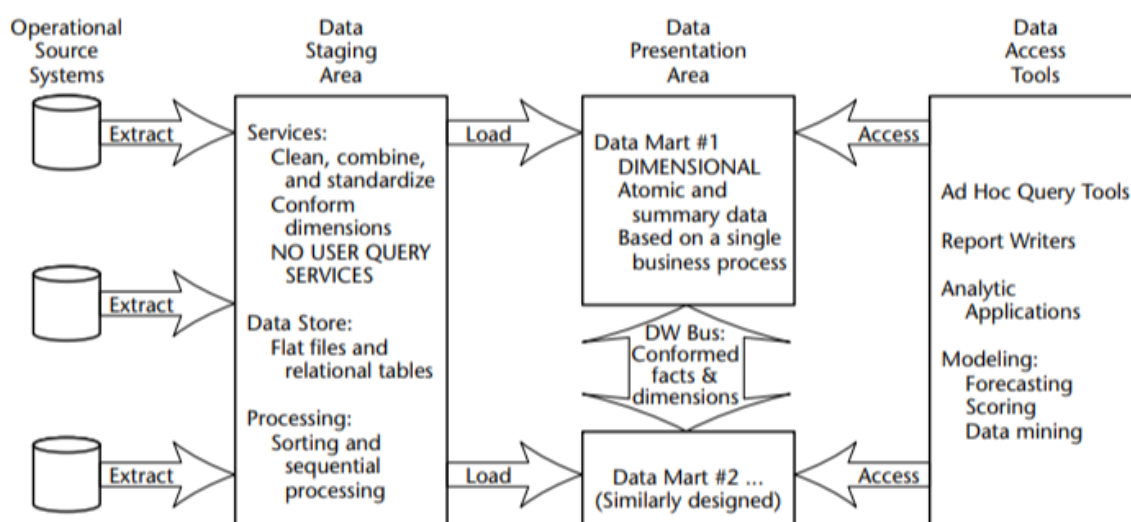 Operational
Source
Systems
Data
Staging
Area
Data
Presentation
Area
Data
Access
Tools
Extract
Extract
Extract
Services:
Clean, combine,
and standardize
Conform
dimensions
NO USER QUERY
SERVICES
Data Store:
Flat files and
relational tables
Processing:
Sorting and
sequential
processing
Load
Load
Data Mart #1
DIMENSIONAL
Atomic and
summary data
Based on a single
business process
DW Bus:
Conformed
facts &
dimensions
Data Mart #2 ...
(Similarly designed)
Access
Access
Ad Hoc Query Tools
Report Writers
Analytic
Applications
Modeling:
Forecasting
Scoring
Data mining